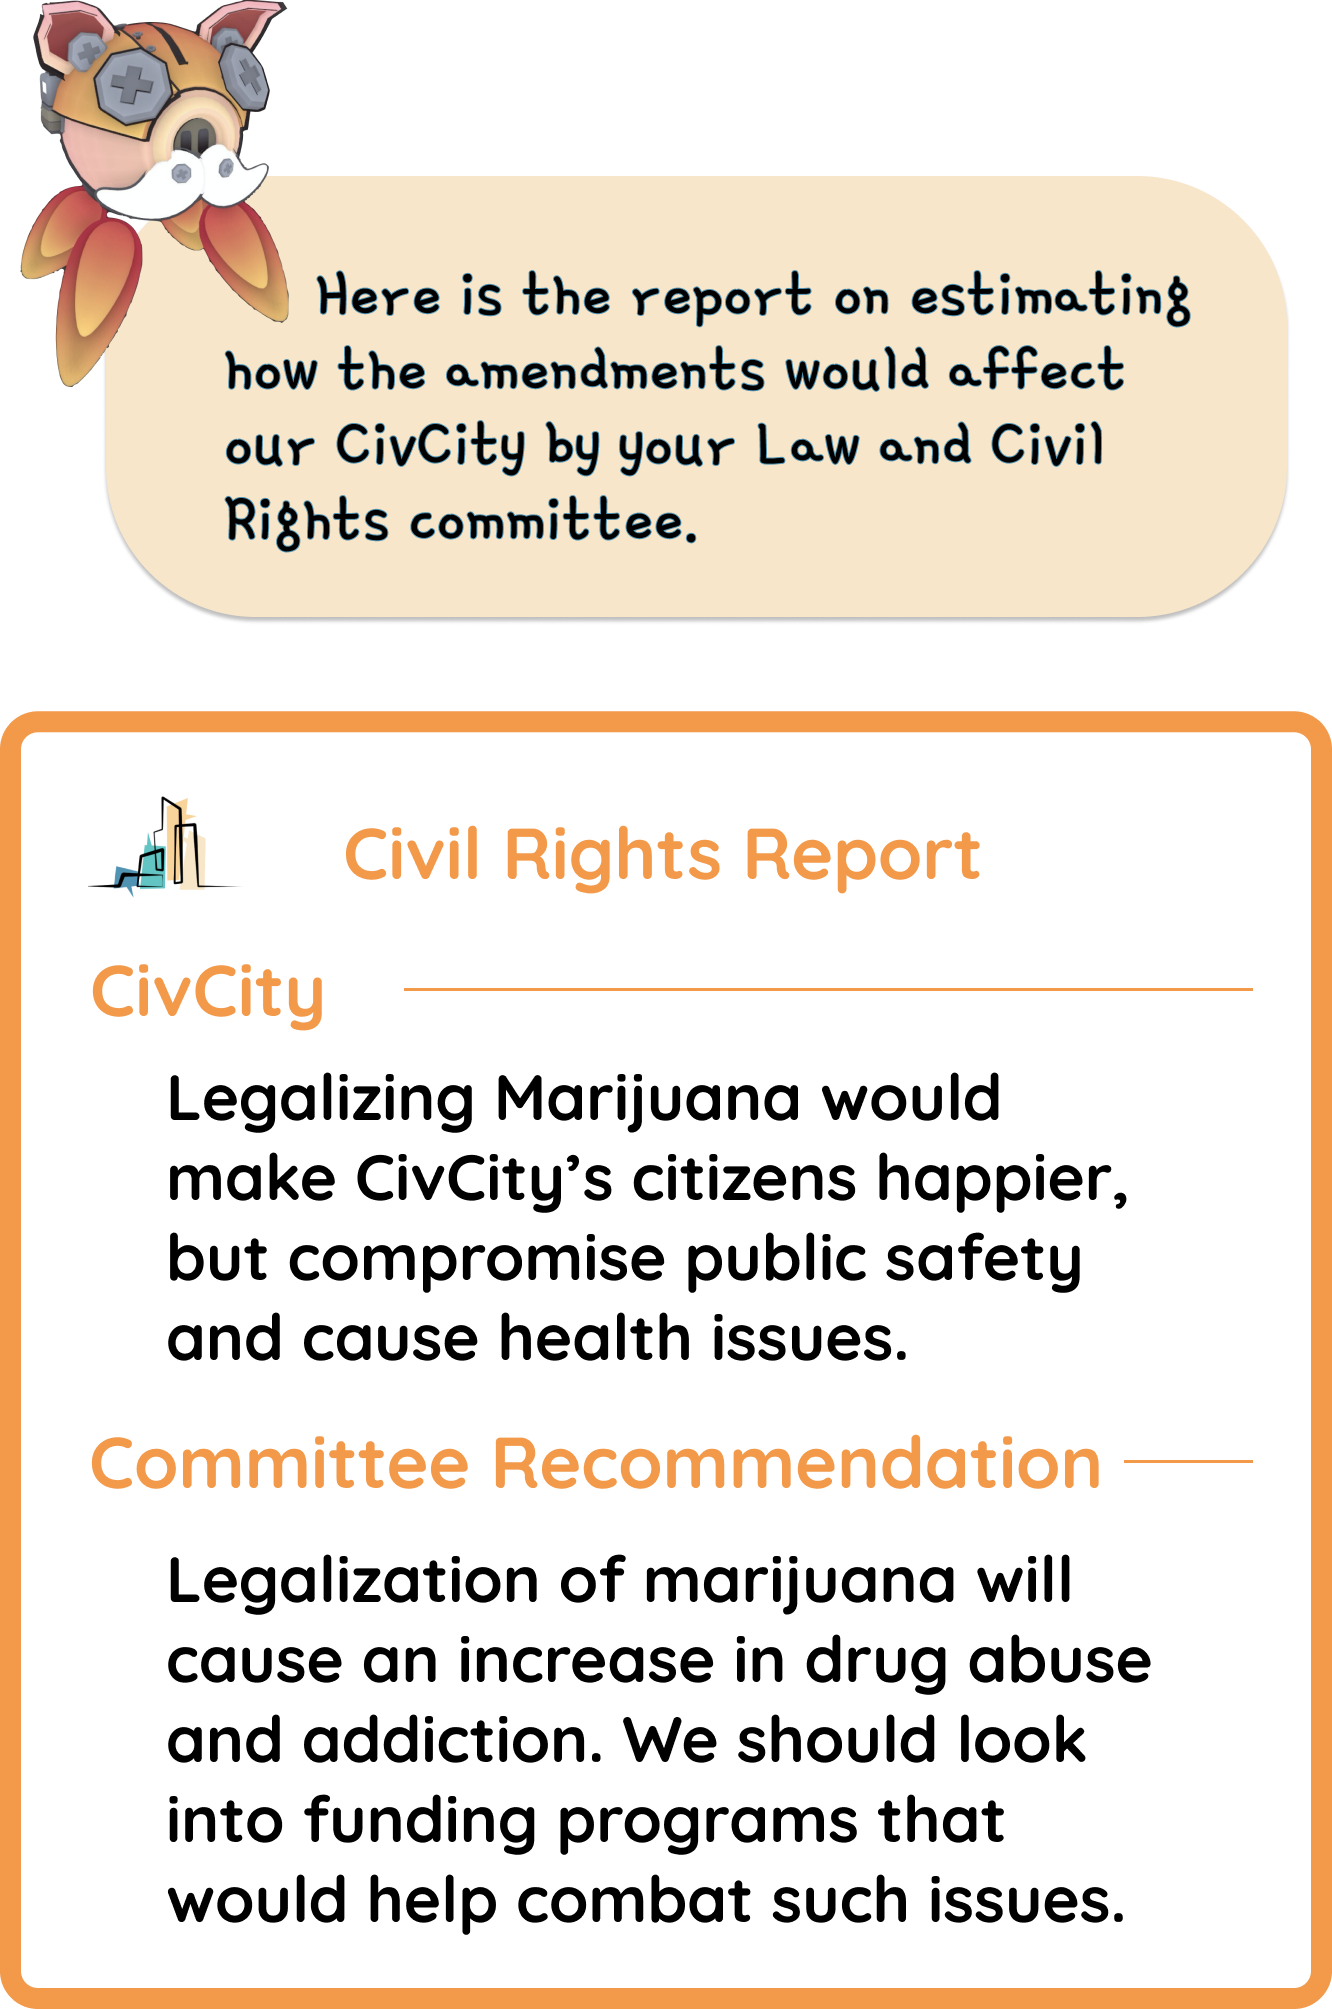 Here is the report on estimating
how the amendments would affect
our CivCity by your Law and Civil
Rights committee.
Civil Rights Report
CivCity
Legalizing Marijuana would
make CivCity’s citizens happier,
but compromise public safety
and cause health issues.
Committee Recommendation
Legalization of marijuana will
cause an increase in drug abuse
and addiction. We should look
into funding programs that
would help combat such issues.